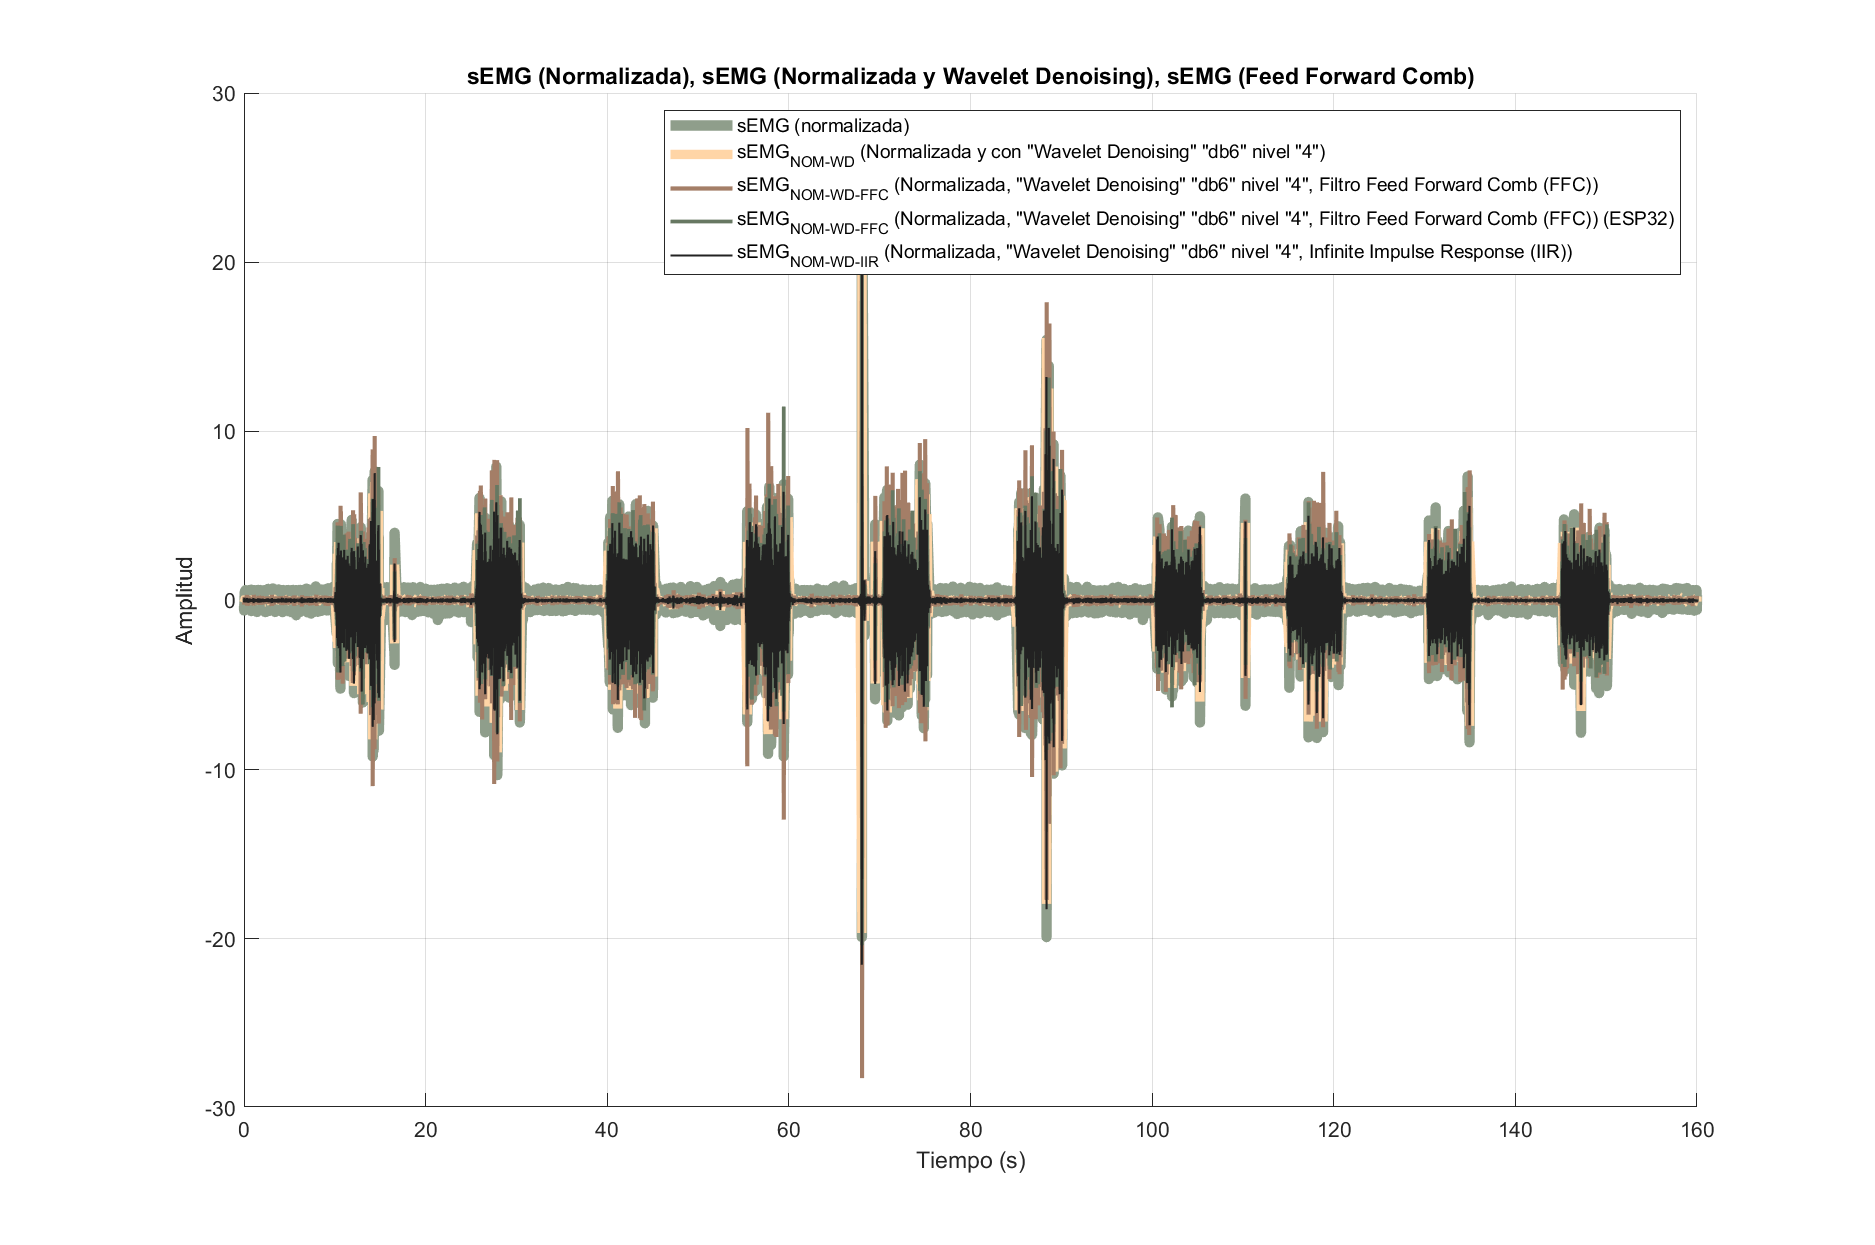 sEMG (Normalizada), sEMG (Normalizada y Wavelet Denoising), sEMG (Feed Forward Comb)
sEMG (normalizada)
sEMG_NOM-WD (Normalizada y con "Wavelet Denoising" "db6" nivel "4")
sEMG_NOM-WD-FFC (Normalizada, "Wavelet Denoising" "db6" nivel "4", Filtro Feed Forward Comb (FFC))
sEMG_NOM-WD-FFC (Normalizada, "Wavelet Denoising" "db6" nivel "4", Filtro Feed Forward Comb (FFC)) (ESP32)
sEMG_NOM-WD-IIR (Normalizada, "Wavelet Denoising" "db6" nivel "4", Infinite Impulse Response (IIR))
30
20
10
0
-10
-20
-30
Amplitud
0 20 40 60 80 100 120 140 160
Tiempo (s)